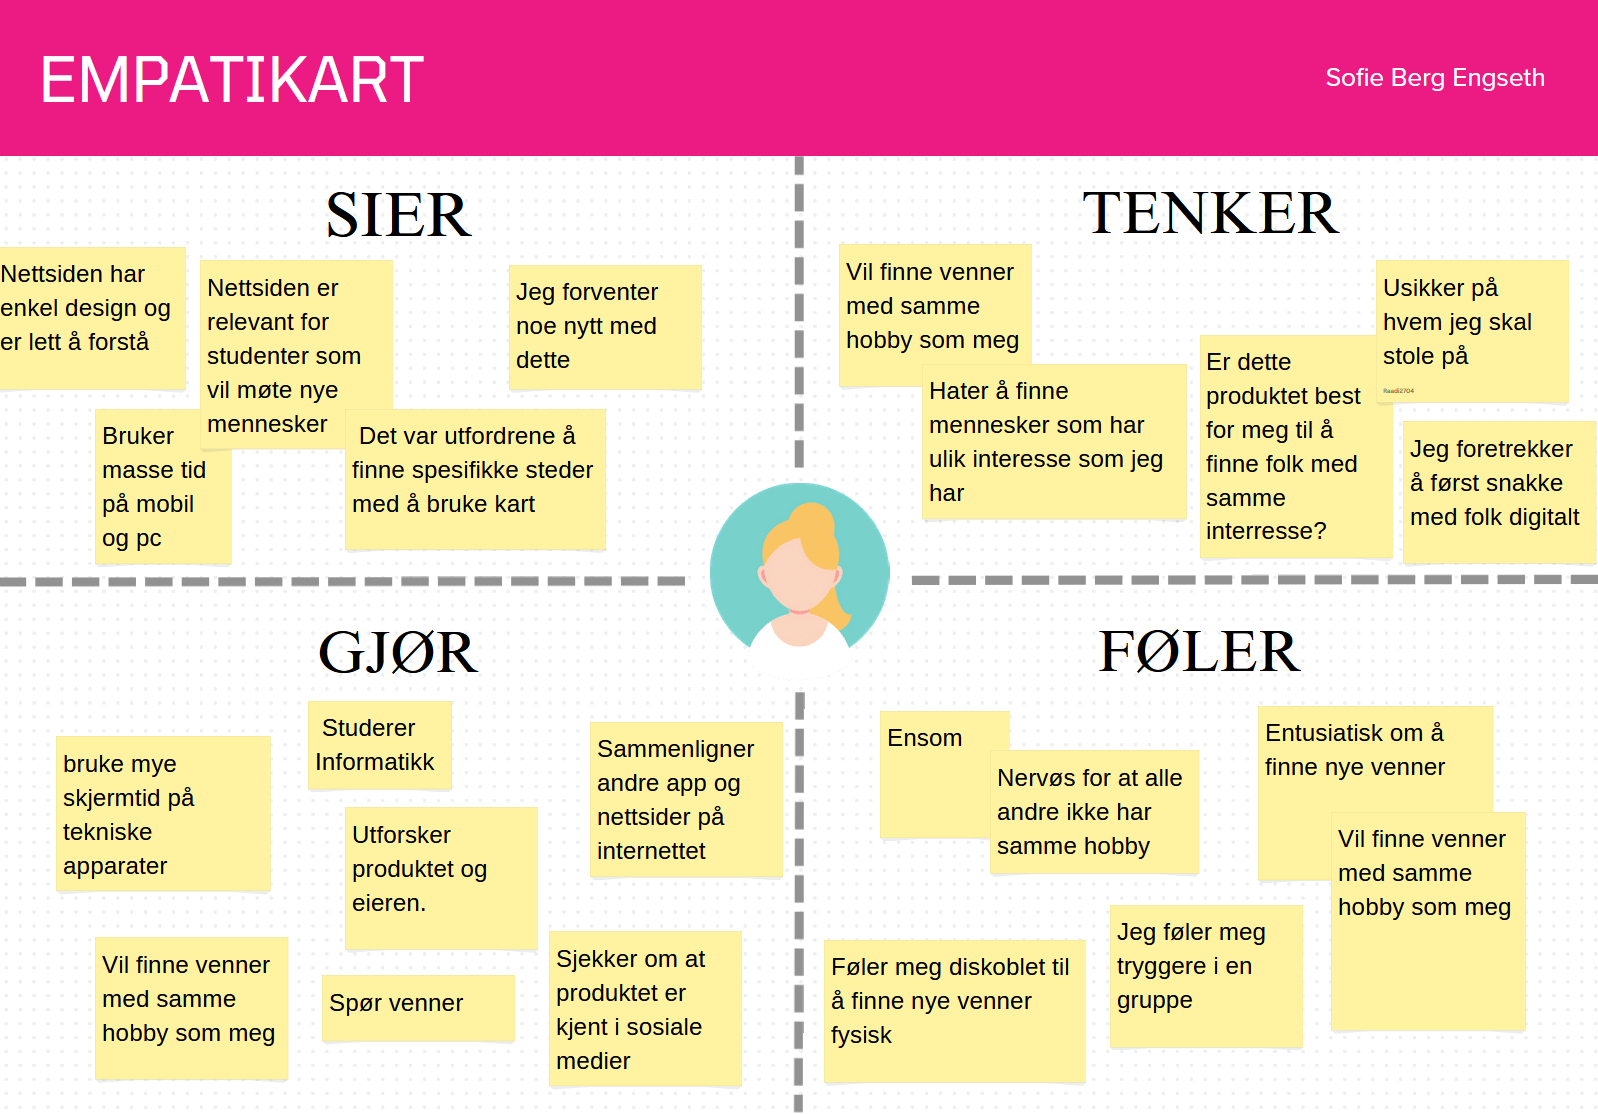 EMPATIKART
Sofie Berg Engseth
SIER
Nettsiden har
enkel design og
er lett å forstå
Nettsiden er
relevant for
studenter som
vil møte nye
mennesker
Jeg forventer
noe nytt med
dette
Bruker
masse tid
på mobil
og pc
Det var utfordrene å
finne spesifikke steder
med å bruke kart
TENKER
Vil finne venner
med samme
hobby som meg
Hater å finne
mennesker som har
ulik interesse som jeg
har
Er dette
produktet best
for meg til å
finne folk med
samme
interresse?
Usikker på
hvem jeg skal
stole på
Raadi2704
Jeg foretrekker
å først snakke
med folk digitalt
GJØR
bruke mye
skjermtid på
tekniske
apparater
Studerer
Informatikk
Utforsker
produktet og
eieren.
Sammenligner
andre app og
nettsider på
internettet
Vil finne venner
med samme
hobby som meg
Spør venner
Sjekker om at
produktet er
kjent i sosiale
medier
FØLER
Ensom
Nervøs for at alle
andre ikke har
samme hobby
Entusiatisk om å
finne nye venner
Vil finne venner
med samme
hobby som meg
Føler meg diskoblet til
å finne nye venner
fysisk
Jeg føler meg
tryggere i en
gruppe